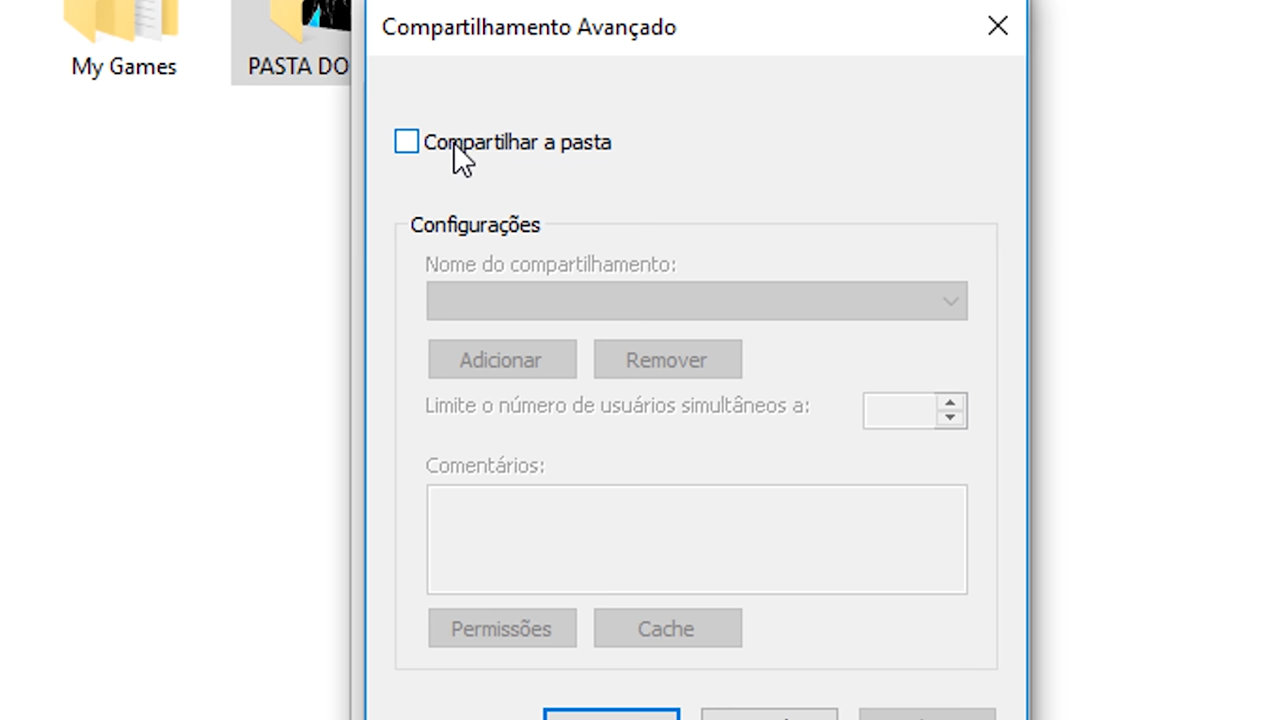 Compartilhamento Avançado
My Games
PASTA DO
Compartilhar a pasta
Configurações
Nome do compartilhamento:
Adicionar
Remover
Limite o número de usuários simultâneos a:
Comentários:
Permissões
Cache